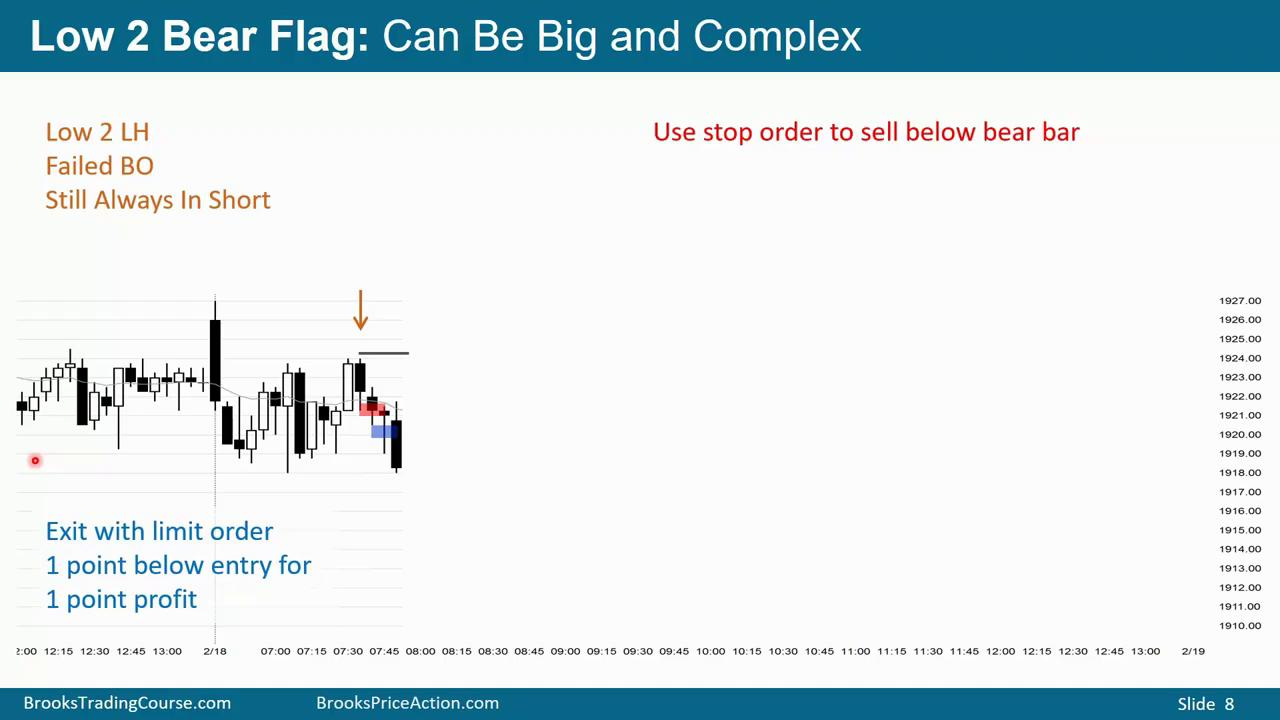 Low 2 Bear Flag: Can Be Big and Complex
Low 2 LH
Failed BO
Still Always In Short
Use stop order to sell below bear bar
1927.00
1926.00
1925.00
1924.00
1923.00
1922.00
1921.00
1920.00
1919.00
1918.00
1917.00
1916.00
1915.00
1914.00
1913.00
1912.00
1911.00
1910.00
Exit with limit order
1 point below entry for
1 point profit
2:00 12:15 12:30 12:45 13:00 2/18 07:00 07:15 07:30 07:45 08:00 08:15 08:30 08:45 09:00 09:15 09:30 09:45 10:00 10:15 10:30 10:45 11:00 11:15 11:30 11:45 12:00 12:15 12:30 12:45 13:00 2/19
BrooksTradingCourse.com BrooksPriceAction.com Slide 8